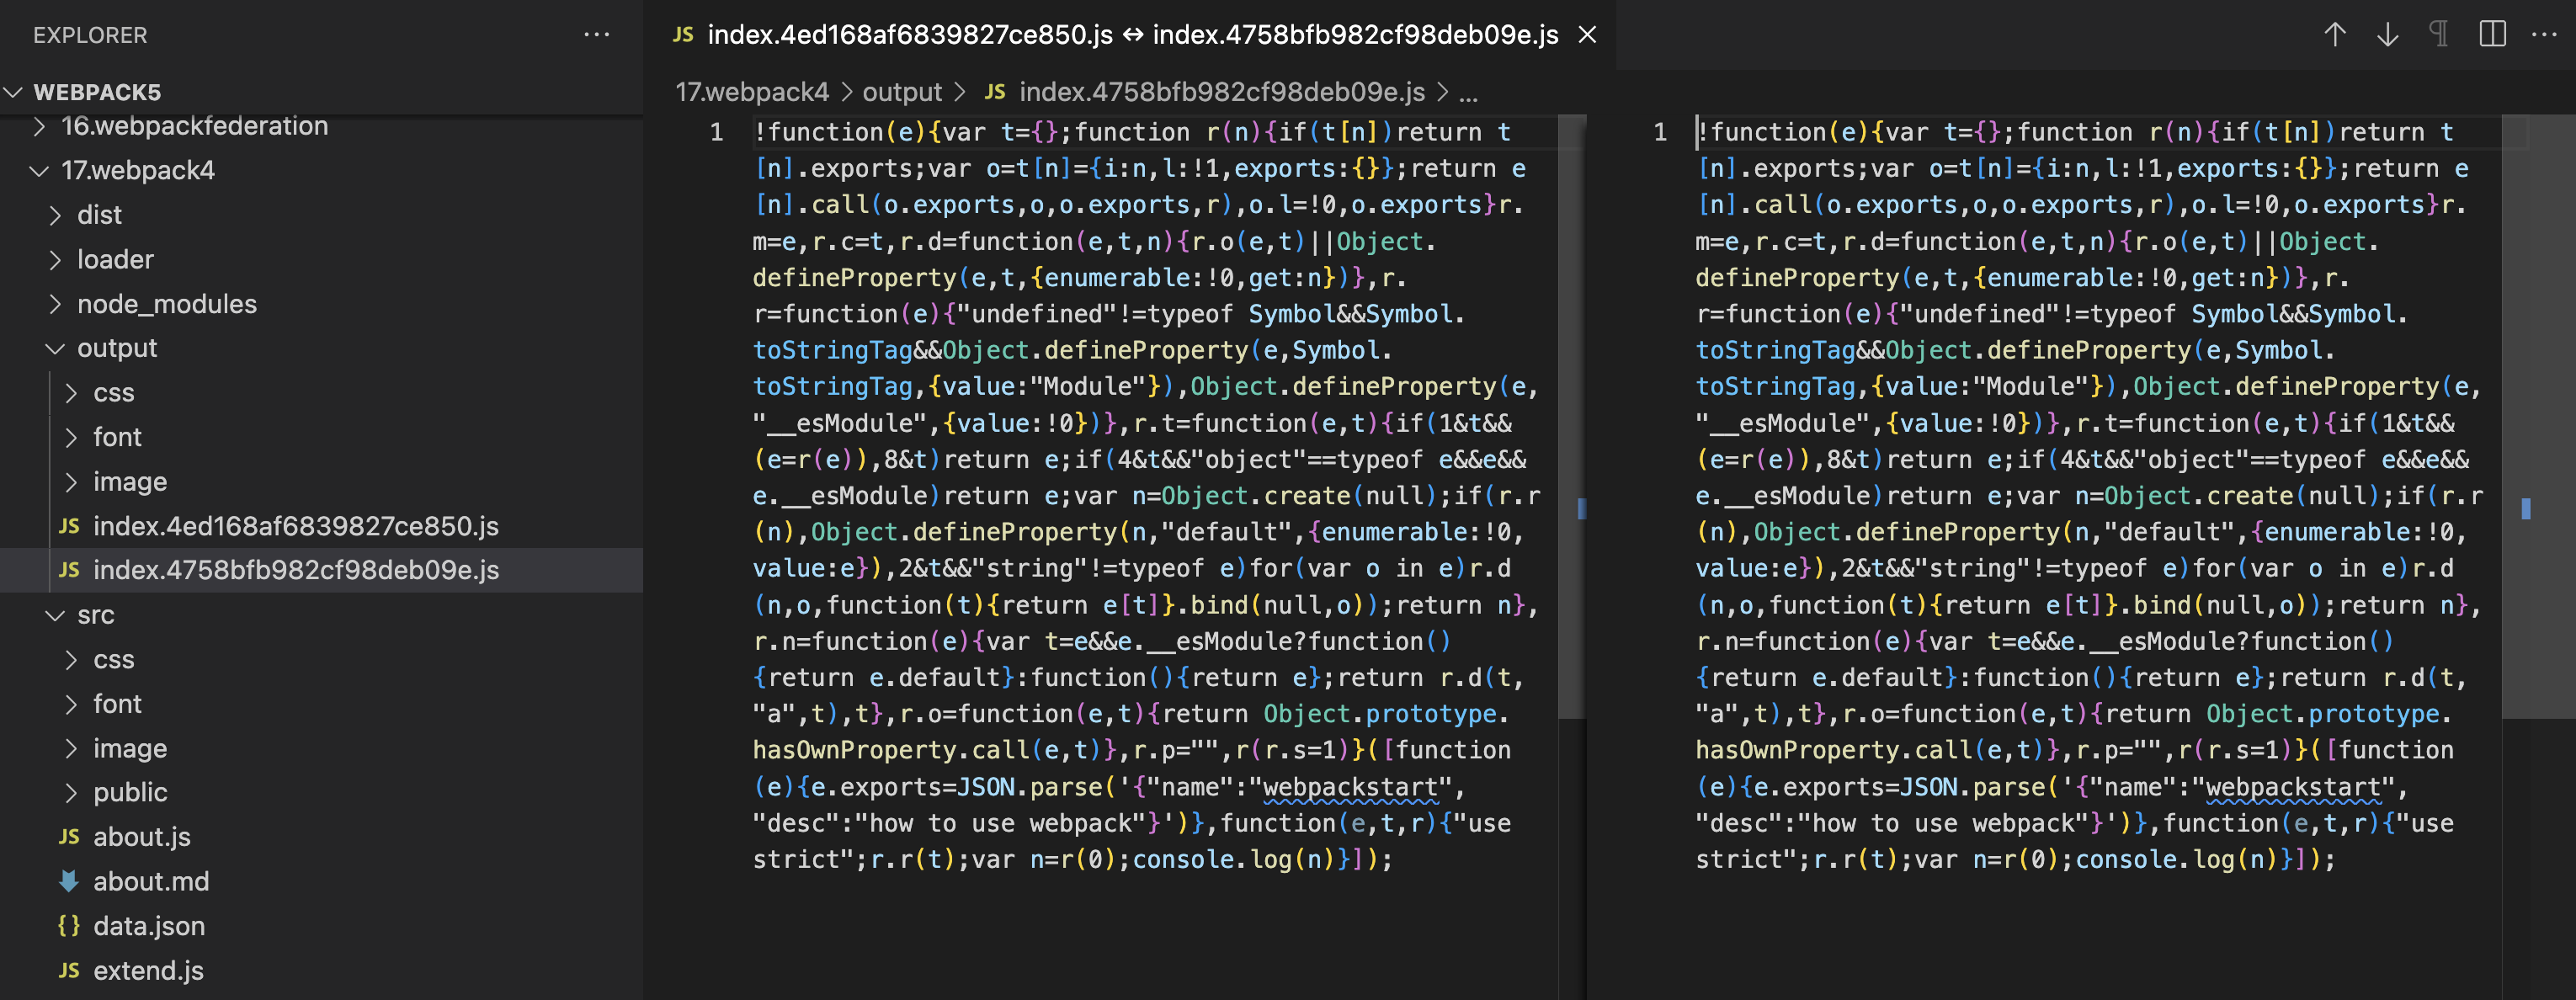 EXPLORER
WEBPACK5
16.webpackfederation
17.webpack4
dist
loader
node_modules
output
css
font
image
JS index.4ed168af6839827ce850.js
JS index.4758bfb982cf98deb09e.js
src
css
font
image
public
JS about.js
about.md
{} data.json
JS extend.js
JS index.4ed168af6839827ce850.js ↔ index.4758bfb982cf98deb09e.js
17.webpack4 > output > JS index.4758bfb982cf98deb09e.js > ...
1 !function(e){var t={};function r(n){if(t[n])return t
[n].exports;var o=t[n]={i:n,l:!1,exports:{}};return e
[n].call(o.exports,o,o.exports,r),o.l=!0,o.exports}r.
m=e,r.c=t,r.d=function(e,t,n){r.o(e,t)||Object.
defineProperty(e,t,{enumerable:!0,get:n})},r.
r=function(e){"undefined"!=typeof Symbol&&Symbol.
toStringTag&&Object.defineProperty(e,Symbol.
toStringTag,{value:"Module"}),Object.defineProperty(e,
"__esModule",{value:!0})},r.t=function(e,t){if(1&t&&
(e=r(e)),8&t)return e;if(4&t&&"object"==typeof e&&e&&
e.__esModule)return e;var n=Object.create(null);if(r.r
(n),Object.defineProperty(n,"default",{enumerable:!0,
value:e}),2&t&&"string"!=typeof e)for(var o in e)r.d
(n,o,function(t){return e[t]}.bind(null,o));return n},
r.n=function(e){var t=e&&e.__esModule?function()
{return e.default}:function(){return e};return r.d(t,
"a",t),t},r.o=function(e,t){return Object.prototype.
hasOwnProperty.call(e,t)},r.p="",r(r.s=1)}([function
(e){e.exports=JSON.parse('{"name":"webpackstart",
"desc":"how to use webpack"}')},function(e,t,r){"use
strict";r.r(t);var n=r(0);console.log(n)}]);
1 !function(e){var t={};function r(n){if(t[n])return t
[n].exports;var o=t[n]={i:n,l:!1,exports:{}};return e
[n].call(o.exports,o,o.exports,r),o.l=!0,o.exports}r.
m=e,r.c=t,r.d=function(e,t,n){r.o(e,t)||Object.
defineProperty(e,t,{enumerable:!0,get:n})},r.
r=function(e){"undefined"!=typeof Symbol&&Symbol.
toStringTag&&Object.defineProperty(e,Symbol.
toStringTag,{value:"Module"}),Object.defineProperty(e,
"__esModule",{value:!0})},r.t=function(e,t){if(1&t&&
(e=r(e)),8&t)return e;if(4&t&&"object"==typeof e&&e&&
e.__esModule)return e;var n=Object.create(null);if(r.r
(n),Object.defineProperty(n,"default",{enumerable:!0,
value:e}),2&t&&"string"!=typeof e)for(var o in e)r.d
(n,o,function(t){return e[t]}.bind(null,o));return n},
r.n=function(e){var t=e&&e.__esModule?function()
{return e.default}:function(){return e};return r.d(t,
"a",t),t},r.o=function(e,t){return Object.prototype.
hasOwnProperty.call(e,t)},r.p="",r(r.s=1)}([function
(e){e.exports=JSON.parse('{"name":"webpackstart",
"desc":"how to use webpack"}')},function(e,t,r){"use
strict";r.r(t);var n=r(0);console.log(n)}]);